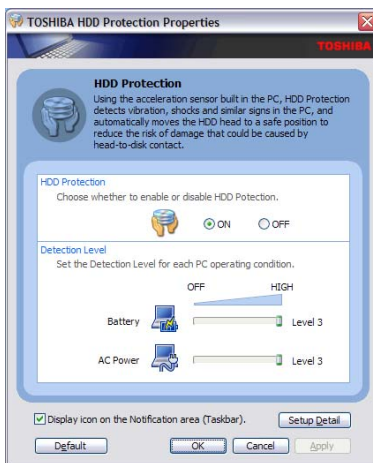 TOSHIBA HDD Protection Properties
TOSHIBA
HDD Protection
Using the acceleration sensor built in the PC, HDD Protection
detects vibration, shocks and similar signs in the PC, and
automatically moves the HDD head to a safe position to
reduce the risk of damage that could be caused by
head-to-disk contact.
HDD Protection
Choose whether to enable or disable HDD Potection.
ON OFF
Detection Level
Set the Detection Level for each PC operating condition.
OFF HIGH
Battery Level 3
AC Power Level 3
Display icon on the Notification area (Taskbar). Setup Detail
Default OK Cancel Apply